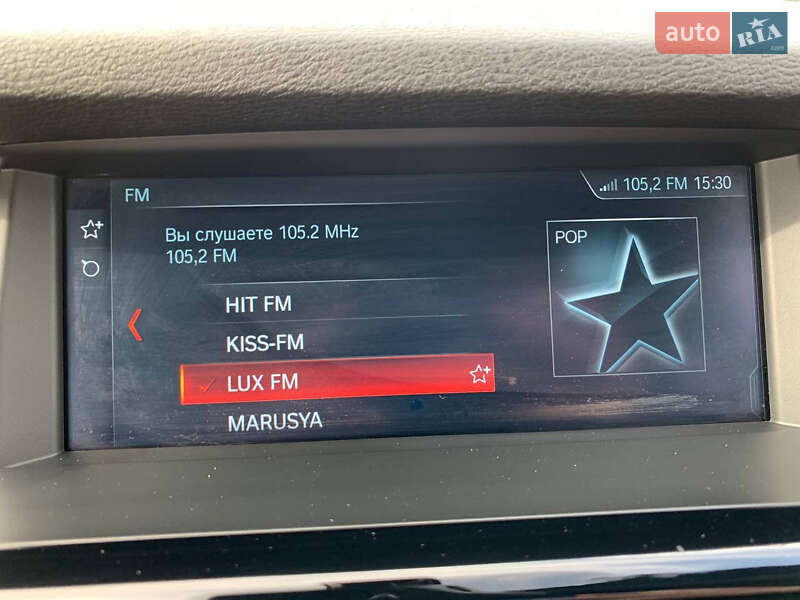 auto RIA
.com
FM
105,2 FM 15:30
Вы слушаете 105.2 MHz
105,2 FM
POP
HIT FM
KISS-FM
LUX FM
MARUSYA